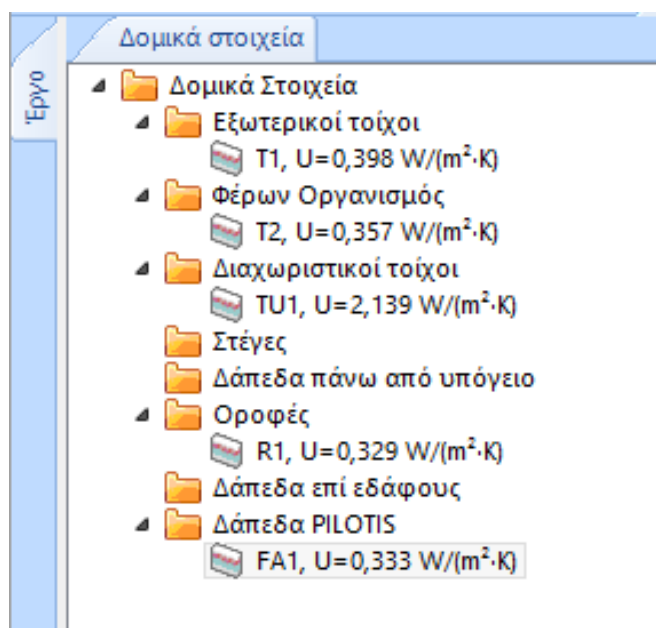 Δομικά στοιχεία
Έργο
Δομικά Στοιχεία
Εξωτερικοί τοίχοι
T1, U=0,398 W/(m²·K)
Φέρων Οργανισμός
T2, U=0,357 W/(m²·K)
Διαχωριστικοί τοίχοι
TU1, U=2,139 W/(m²·K)
Στέγες
Δάπεδα πάνω από υπόγειο
Οροφές
R1, U=0,329 W/(m²·K)
Δάπεδα επί εδάφους
Δάπεδα PILOTIS
FA1, U=0,333 W/(m²·K)